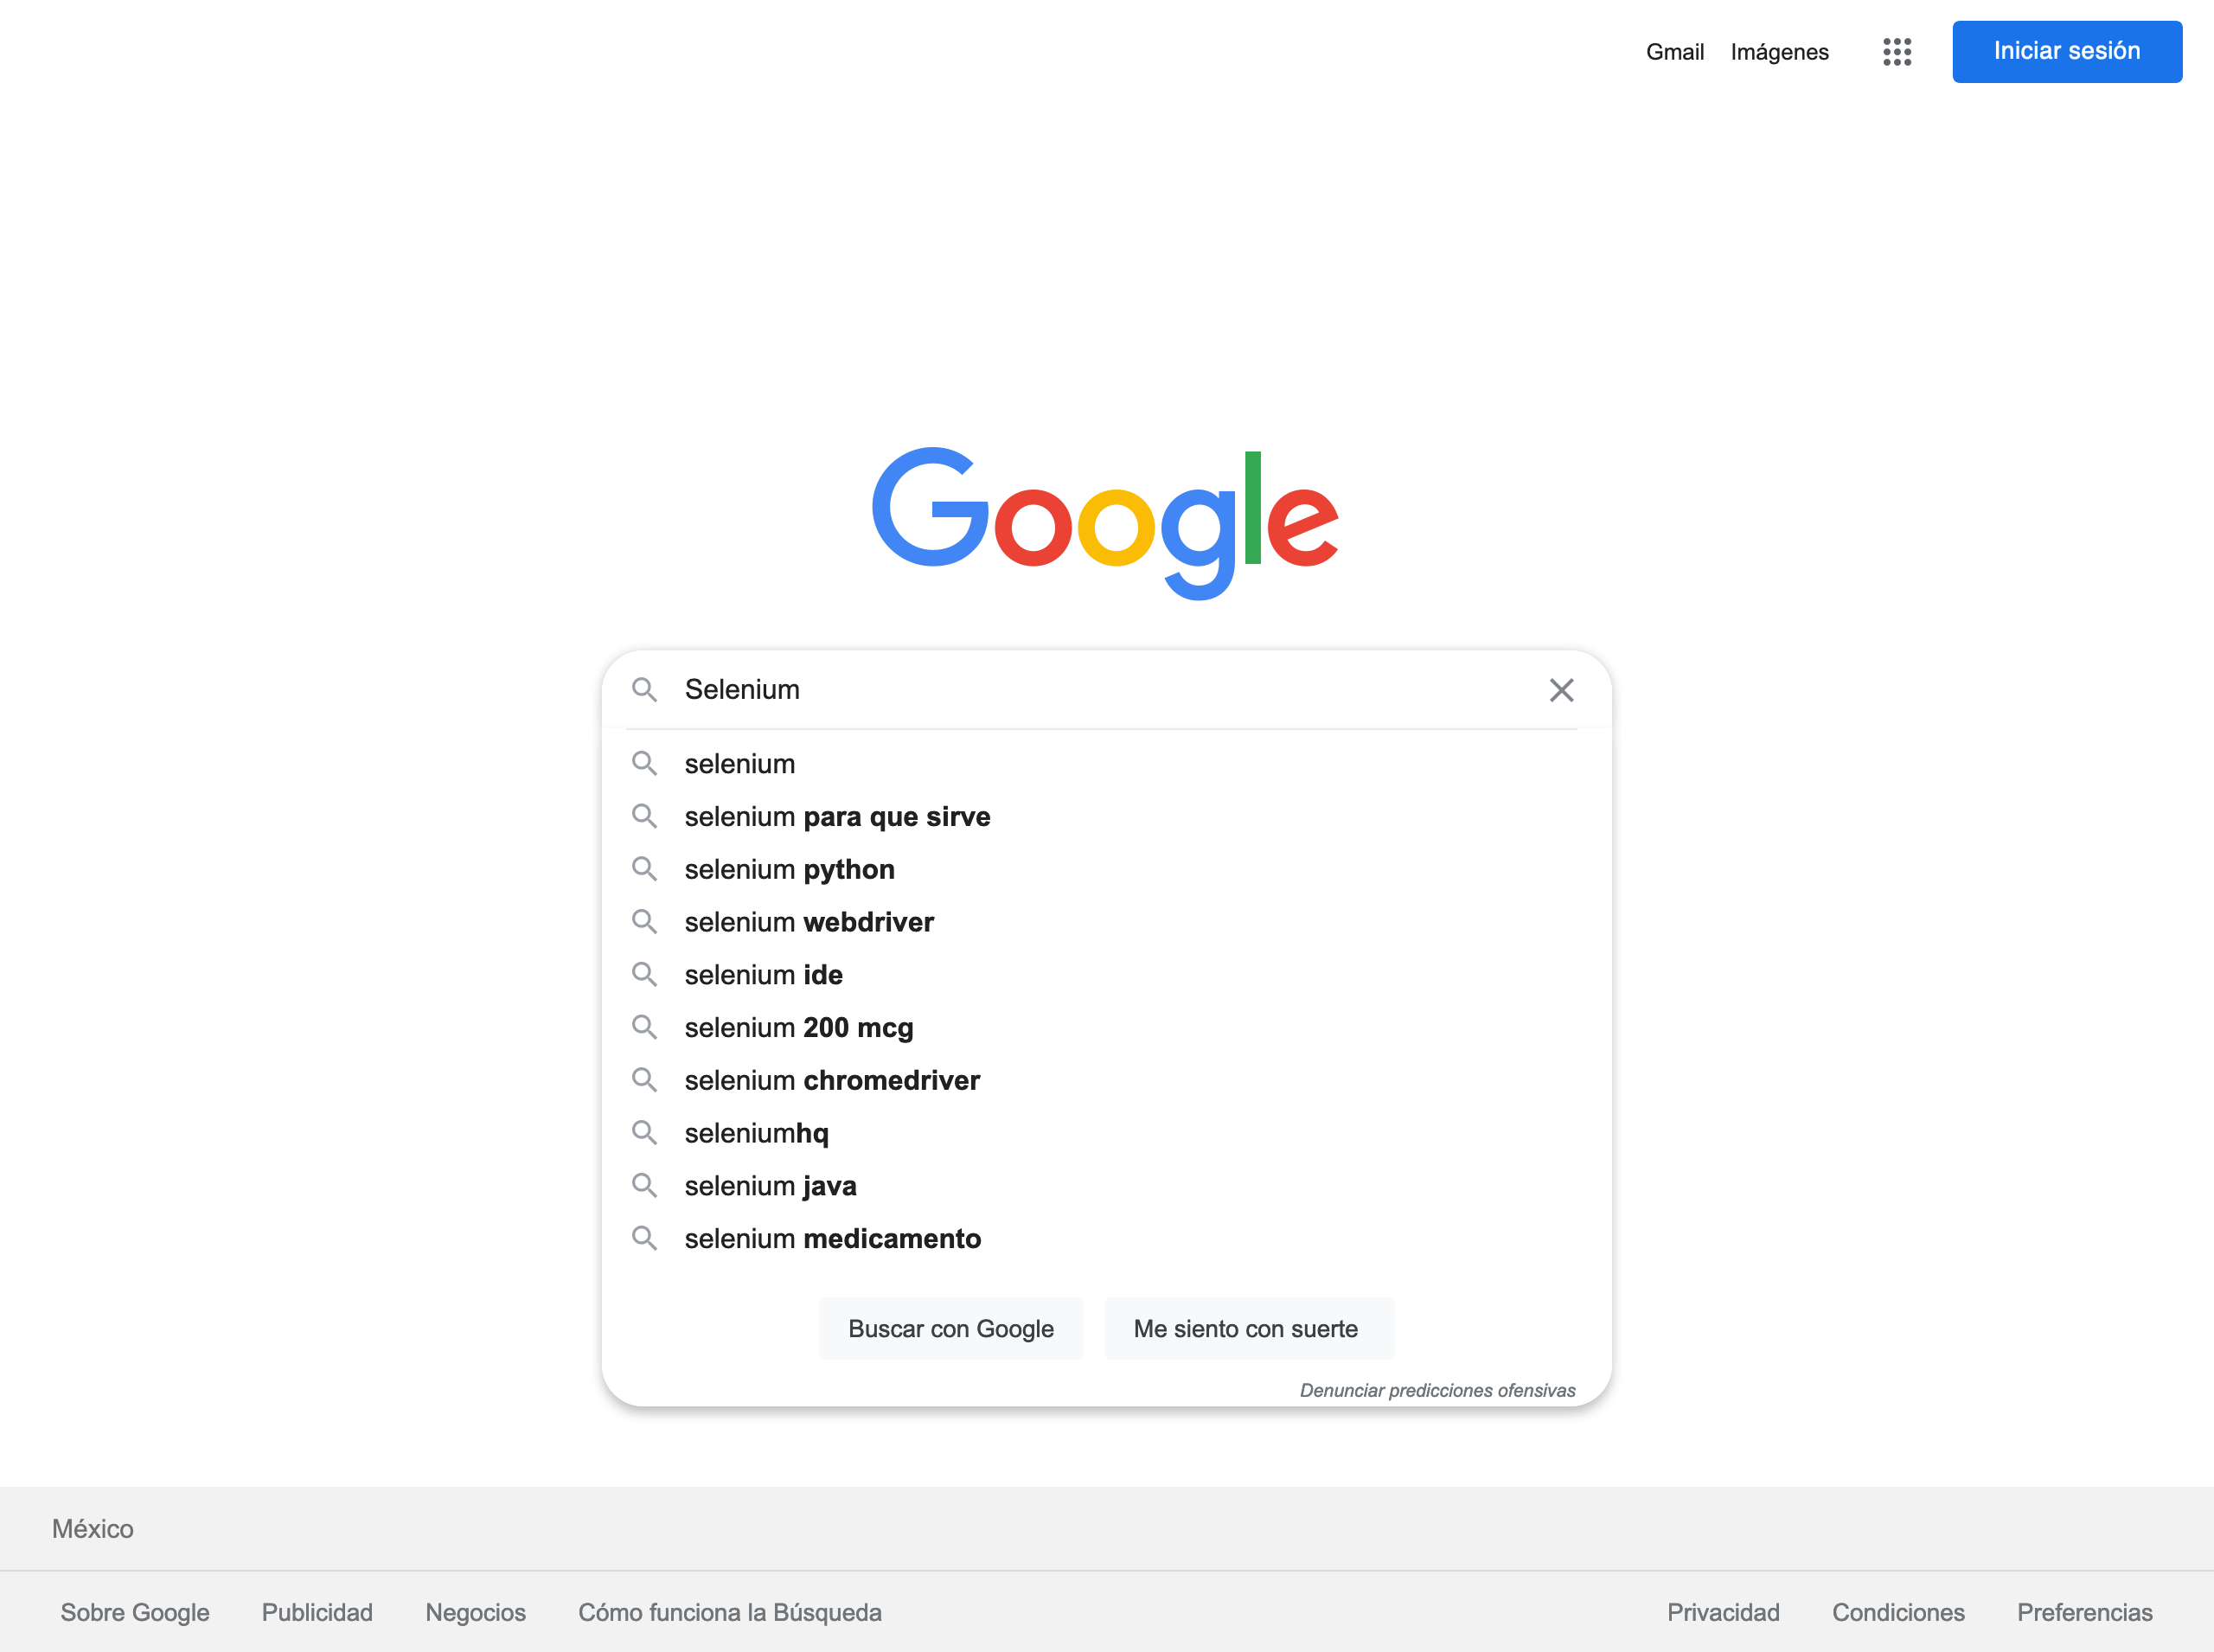 Gmail Imágenes Iniciar sesión
Google
Selenium
selenium
selenium para que sirve
selenium python
selenium webdriver
selenium ide
selenium 200 mcg
selenium chromedriver
seleniumhq
selenium java
selenium medicamento
Buscar con Google Me siento con suerte
Denunciar predicciones ofensivas
México
Sobre Google Publicidad Negocios Cómo funciona la Búsqueda Privacidad Condiciones Preferencias